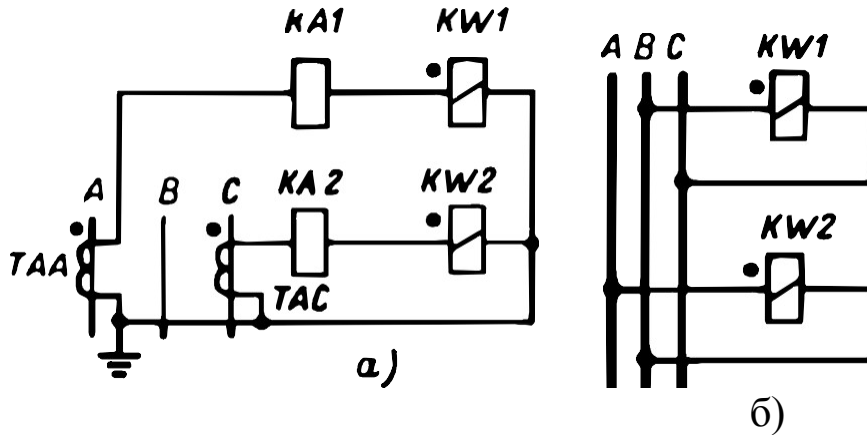 KA1 KW1
A B C
KA2 KW2
TAA
TAC
а)
A B C KW1
KW2
б)